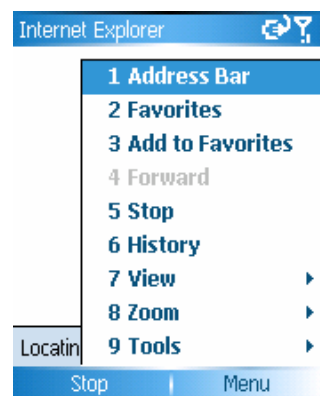 Internet Explorer
1 Address Bar
2 Favorites
3 Add to Favorites
4 Forward
5 Stop
6 History
7 View
8 Zoom
9 Tools
Locatin
Stop Menu